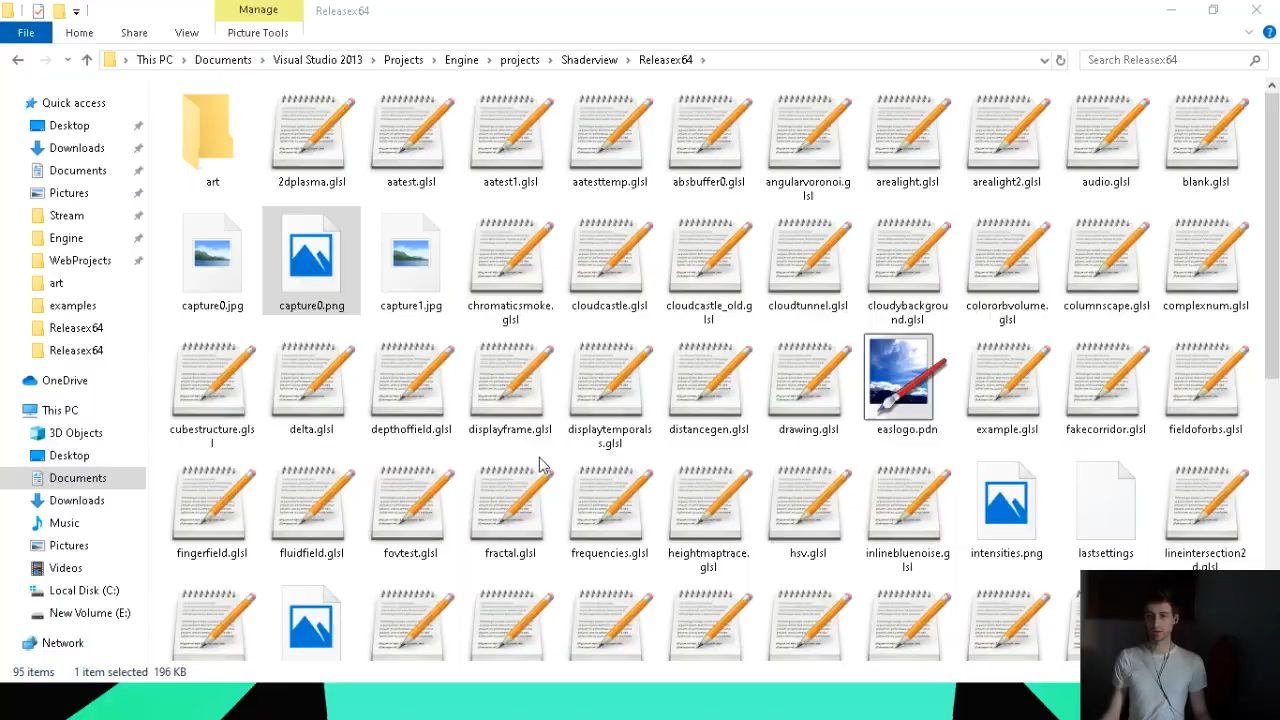 Manage
Releasex64
File
Home
Share
View
Picture Tools
This PC
Documents
Visual Studio 2013
Projects
Engine
projects
Shaderview
Releasex64
Search Releasex64
Quick access
Desktop
Downloads
Documents
Pictures
Stream
Engine
WebProjects
art
examples
Releasex64
Releasex64
OneDrive
This PC
3D Objects
Desktop
Documents
Downloads
Music
Pictures
Videos
Local Disk (C:)
New Volume (E:)
art
2dplasma.glsl
aatest.glsl
aatest1.glsl
aatesttemp.glsl
absbuffer0.glsl
angularvoronoi.g
lsl
arealight.glsl
arealight2.glsl
audio.glsl
blank.glsl
capture0.jpg
capture0.png
capture1.jpg
chromaticsmoke.
glsl
cloudcastle.glsl
cloudcastle_old.g
lsl
cloudtunnel.glsl
cloudybackgrou
nd.glsl
colororbvolume.
glsl
columnscape.glsl
complexnum.glsl
cubestructure.gls
l
delta.glsl
depthoffield.glsl
displayframe.glsl
displaytemporals
s.glsl
distancegen.glsl
drawing.glsl
easlogo.pdn
example.glsl
fakecorridor.glsl
fieldoforbs.glsl
fingerfield.glsl
fluidfield.glsl
fovtest.glsl
fractal.glsl
frequencies.glsl
heightmaptrace.
glsl
hsv.glsl
inlinebluenoise.g
lsl
intensities.png
lastsettings
lineintersection2
d.glsl
95 items
1 item selected
196 KB